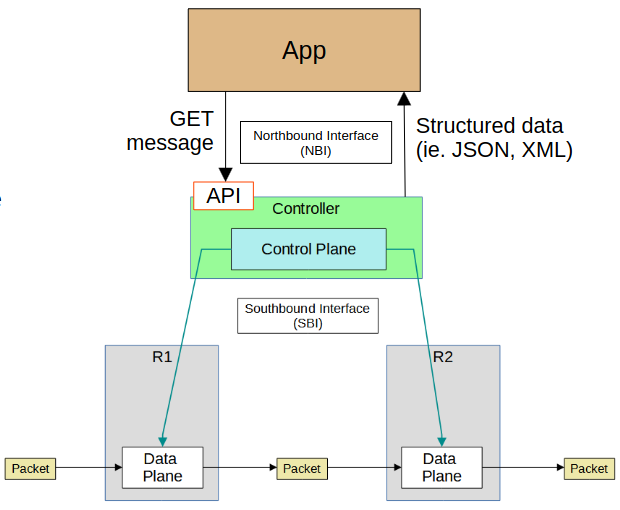 App
GET
message
Northbound Interface
(NBI)
Structured data
(ie. JSON, XML)
API
Controller
Control Plane
Southbound Interface
(SBI)
R1
R2
Packet
Data
Plane
Packet
Data
Plane
Packet